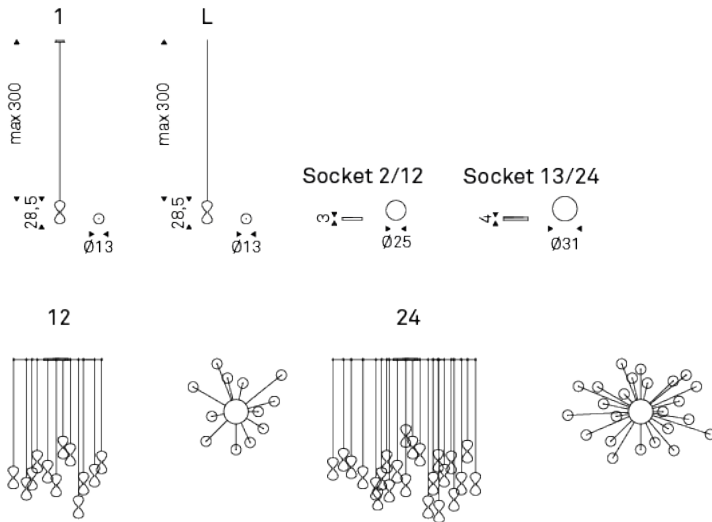 1
L
max 300
max 300
Socket 2/12
Socket 13/24
28,5
28,5
3
4
Ø13
Ø13
Ø25
Ø31
12
24